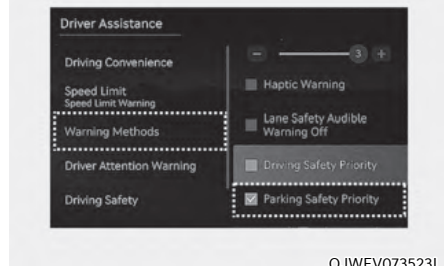 Driver Assistance
Driving Convenience
Speed Limit
Speed Limit Warning
Warning Methods
Driver Attention Warning
Driving Safety
− 3 +
Haptic Warning
Lane Safety Audible
Warning Off
Driving Safety Priority
Parking Safety Priority
OJWEV073523L